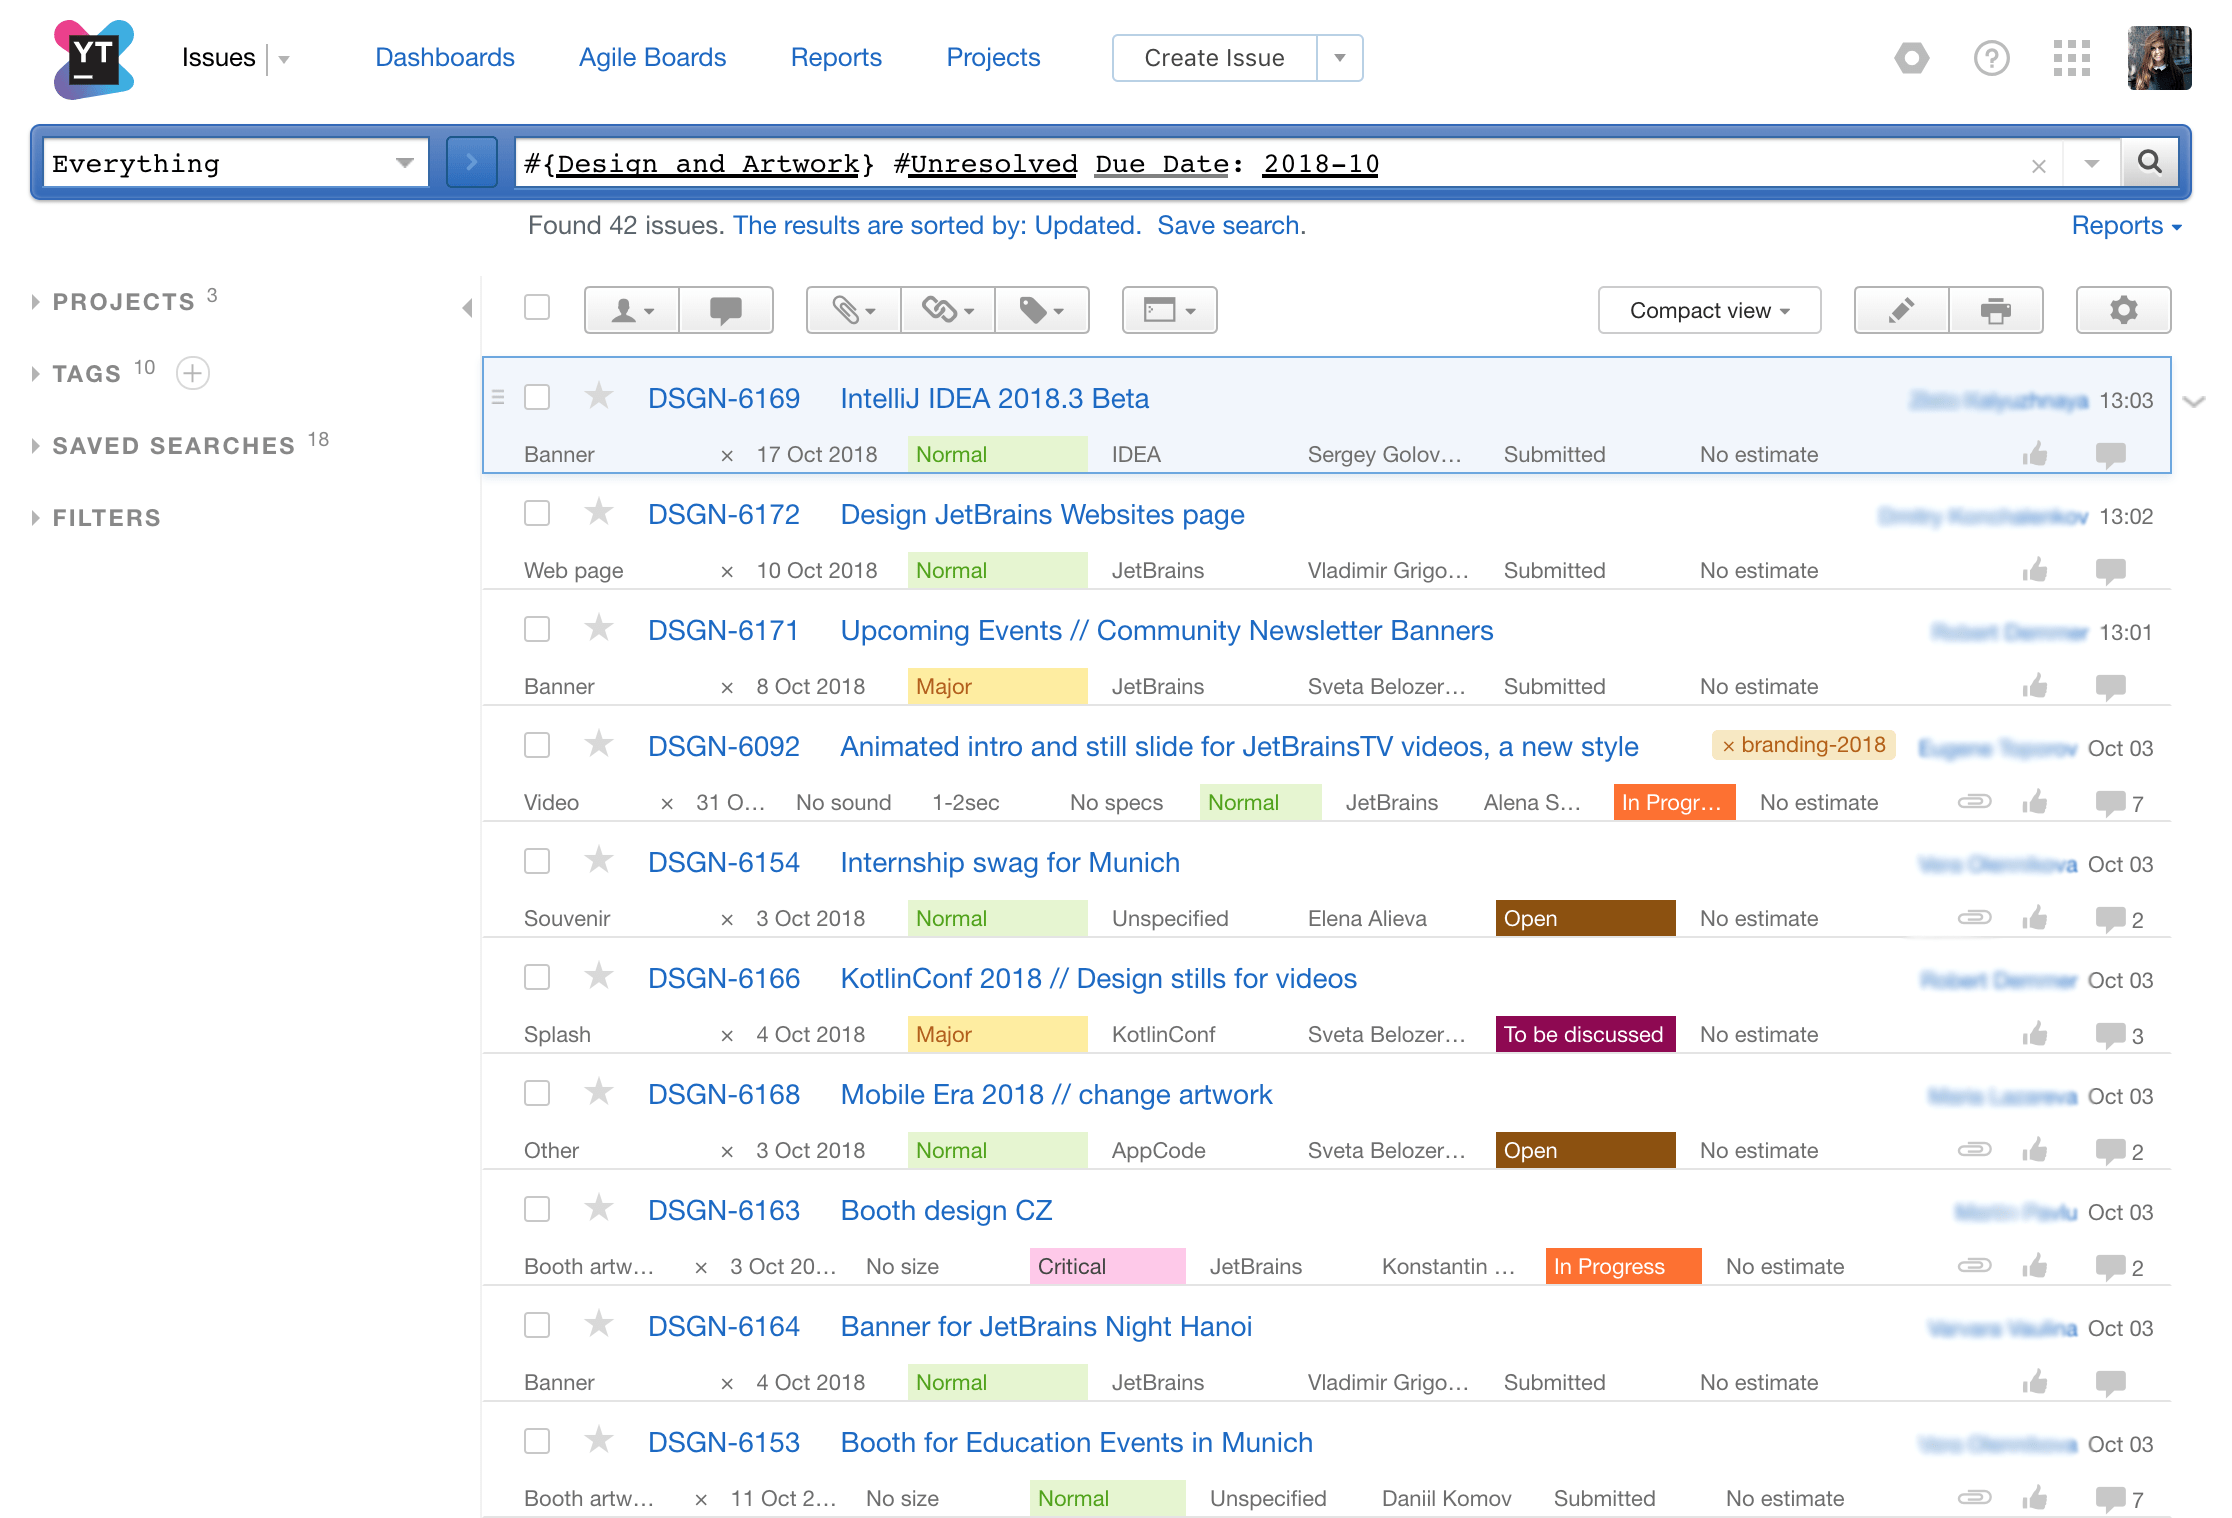 YT
Issues Dashboards Agile Boards Reports Projects Create Issue
Everything #{Design and Artwork} #Unresolved Due Date: 2018-10
Found 42 issues. The results are sorted by: Updated. Save search. Reports
PROJECTS 3
TAGS 10
SAVED SEARCHES 18
FILTERS
Compact view
DSGN-6169 IntelliJ IDEA 2018.3 Beta 13:03
Banner × 17 Oct 2018 Normal IDEA Sergey Golov… Submitted No estimate
DSGN-6172 Design JetBrains Websites page 13:02
Web page × 10 Oct 2018 Normal JetBrains Vladimir Grigo… Submitted No estimate
DSGN-6171 Upcoming Events // Community Newsletter Banners 13:01
Banner × 8 Oct 2018 Major JetBrains Sveta Belozer… Submitted No estimate
DSGN-6092 Animated intro and still slide for JetBrainsTV videos, a new style × branding-2018 Oct 03
Video × 31 O… No sound 1-2sec No specs Normal JetBrains Alena S… In Progr… No estimate 7
DSGN-6154 Internship swag for Munich Oct 03
Souvenir × 3 Oct 2018 Normal Unspecified Elena Alieva Open No estimate 2
DSGN-6166 KotlinConf 2018 // Design stills for videos Oct 03
Splash × 4 Oct 2018 Major KotlinConf Sveta Belozer… To be discussed No estimate 3
DSGN-6168 Mobile Era 2018 // change artwork Oct 03
Other × 3 Oct 2018 Normal AppCode Sveta Belozer… Open No estimate 2
DSGN-6163 Booth design CZ Oct 03
Booth artw… × 3 Oct 20… No size Critical JetBrains Konstantin … In Progress No estimate 2
DSGN-6164 Banner for JetBrains Night Hanoi Oct 03
Banner × 4 Oct 2018 Normal JetBrains Vladimir Grigo… Submitted No estimate
DSGN-6153 Booth for Education Events in Munich Oct 03
Booth artw… × 11 Oct 2… No size Normal Unspecified Daniil Komov Submitted No estimate 7